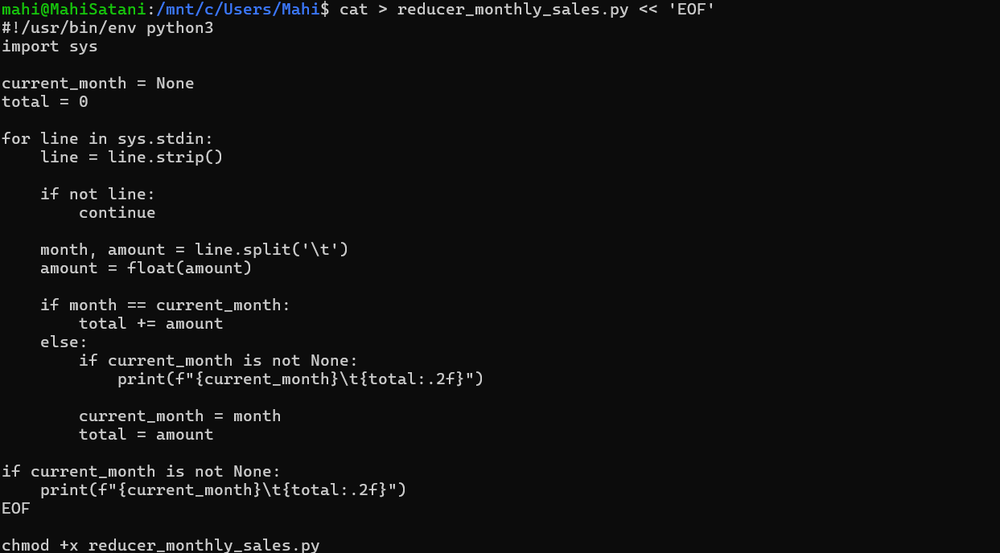 mahi@MahiSatani:/mnt/c/Users/Mahi$ cat > reducer_monthly_sales.py << 'EOF'
#!/usr/bin/env python3
import sys

current_month = None
total = 0

for line in sys.stdin:
    line = line.strip()

    if not line:
        continue

    month, amount = line.split('\t')
    amount = float(amount)

    if month == current_month:
        total += amount
    else:
        if current_month is not None:
            print(f"{current_month}\t{total:.2f}")

        current_month = month
        total = amount

if current_month is not None:
    print(f"{current_month}\t{total:.2f}")
EOF

chmod +x reducer_monthly_sales.py